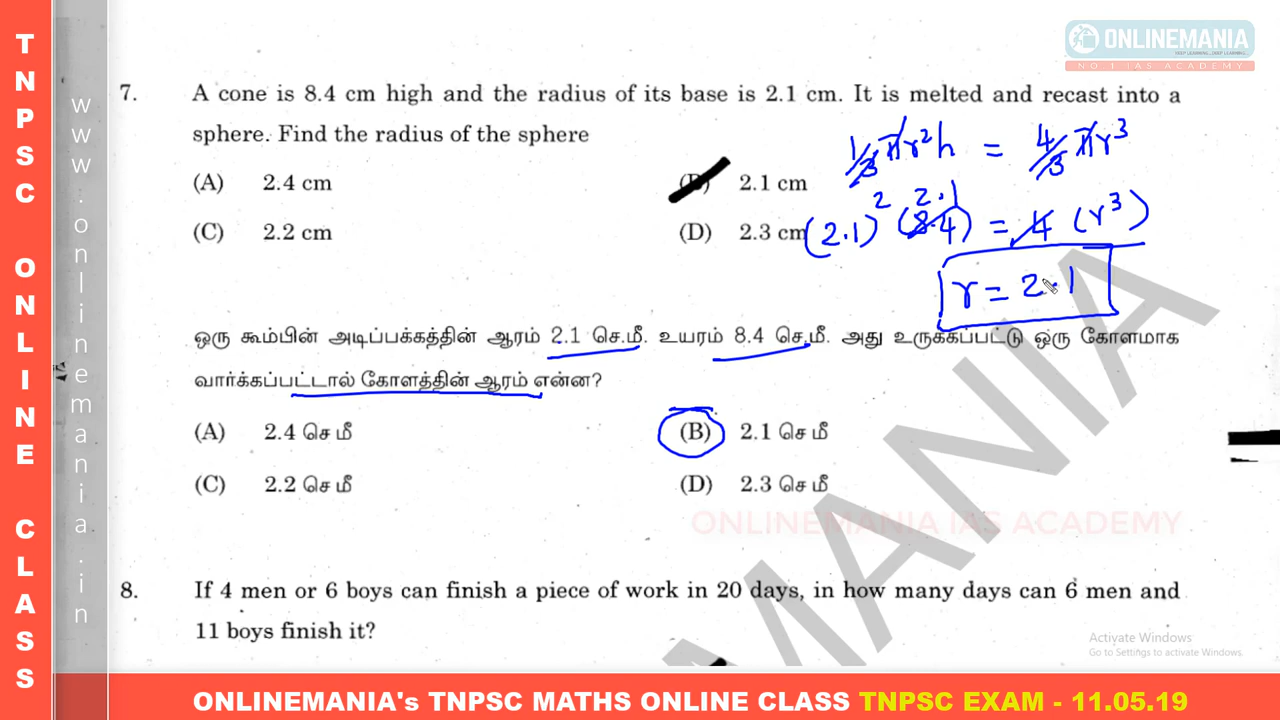 TNPSC ONLINE CLASS
www.onlinemania.in
ONLINEMANIA
KEEP LEARNING...KEEP GROWING
NO.1 IAS ACADEMY
7. A cone is 8.4 cm high and the radius of its base is 2.1 cm. It is melted and recast into a
sphere. Find the radius of the sphere
(A) 2.4 cm (B) 2.1 cm
(C) 2.2 cm (D) 2.3 cm
1/3 πr²h = 4/3 πr³
2.1
(2.1)² (8.4) = 4 (r³)
r = 2.1
ஒரு கூம்பின் அடிப்பக்கத்தின் ஆரம் 2.1 செ.மீ. உயரம் 8.4 செ.மீ. அது உருக்கப்பட்டு ஒரு கோளமாக
வார்க்கப்பட்டால் கோளத்தின் ஆரம் என்ன?
(A) 2.4 செ மீ (B) 2.1 செ மீ
(C) 2.2 செ மீ (D) 2.3 செ மீ
ONLINEMANIA IAS ACADEMY
MANIA
8. If 4 men or 6 boys can finish a piece of work in 20 days, in how many days can 6 men and
11 boys finish it?
Activate Windows
Go to Settings to activate Windows.
ONLINEMANIA's TNPSC MATHS ONLINE CLASS TNPSC EXAM - 11.05.19